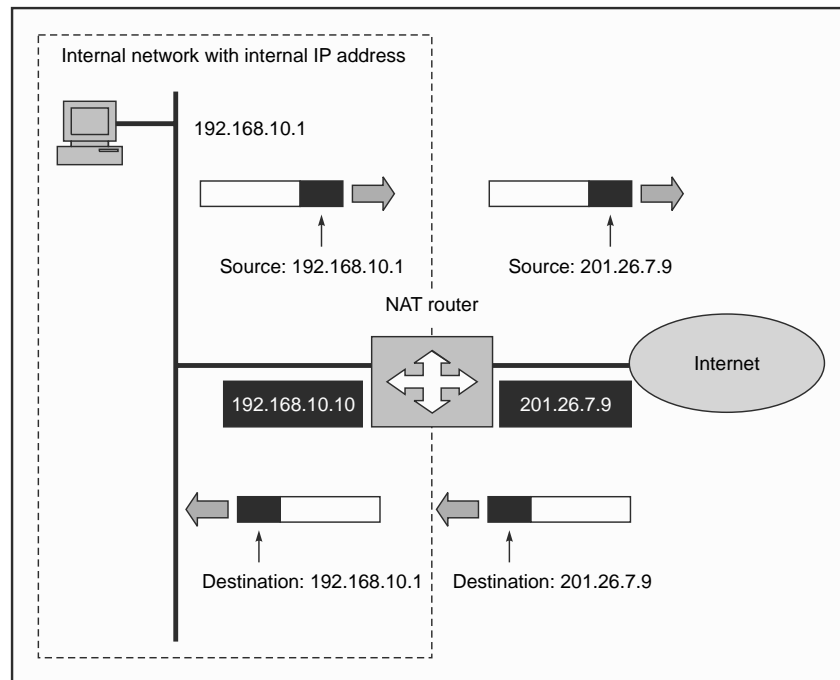 Internal network with internal IP address
192.168.10.1
Source: 192.168.10.1
Source: 201.26.7.9
NAT router
Internet
192.168.10.10
201.26.7.9
Destination: 192.168.10.1
Destination: 201.26.7.9